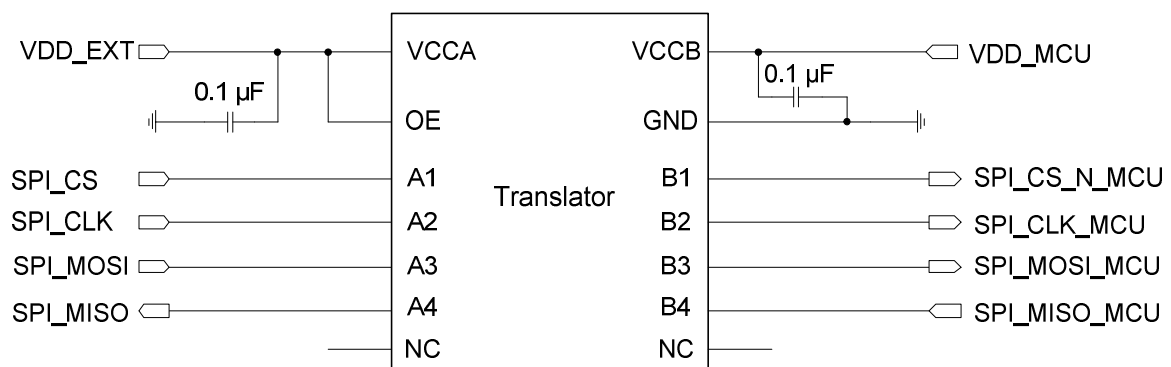 VDD_EXT
VCCA
VCCB
VDD_MCU
0.1 µF
0.1 µF
OE
GND
SPI_CS
A1
Translator
B1
SPI_CS_N_MCU
SPI_CLK
A2
B2
SPI_CLK_MCU
SPI_MOSI
A3
B3
SPI_MOSI_MCU
SPI_MISO
A4
B4
SPI_MISO_MCU
NC
NC